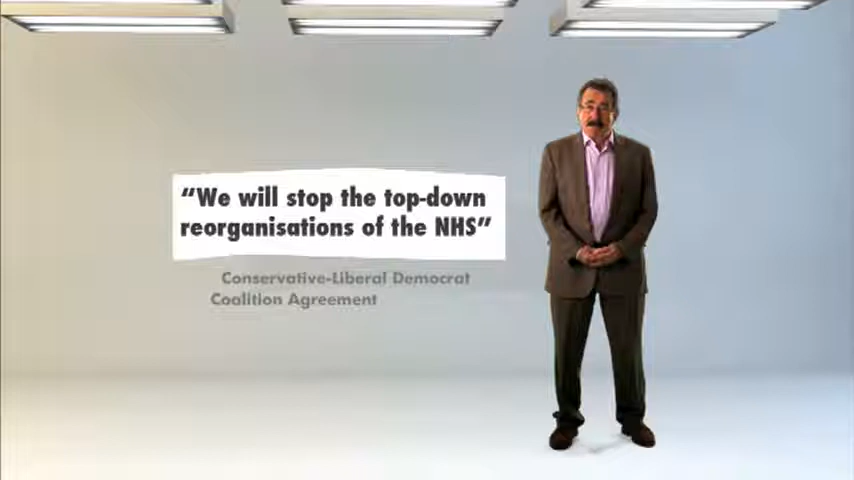 “We will stop the top-down
reorganisations of the NHS”
Conservative-Liberal Democrat
Coalition Agreement